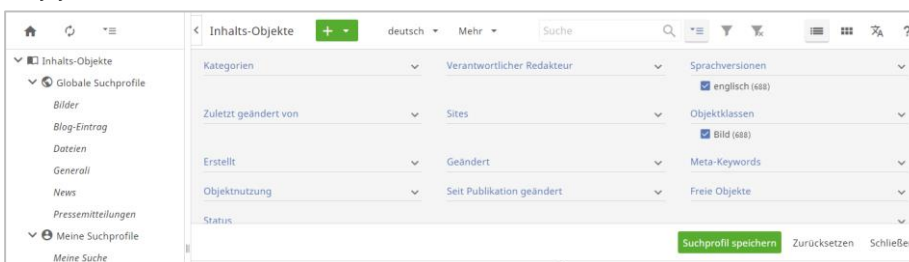 Inhalts-Objekte
Globale Suchprofile
Bilder
Blog-Eintrag
Dateien
Generali
News
Pressemitteilungen
Meine Suchprofile
Meine Suche
Inhalts-Objekte + deutsch Mehr Suche ?
Kategorien Verantwortlicher Redakteur Sprachversionen
englisch (688)
Zuletzt geändert von Sites Objektklassen
Bild (688)
Erstellt Geändert Meta-Keywords
Objektnutzung Seit Publikation geändert Freie Objekte
Status
Suchprofil speichern Zurücksetzen Schließe